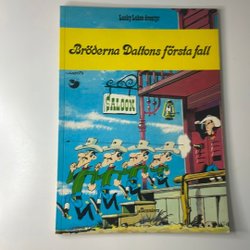 Lucky Lukes äventyr
Bröderna Daltons första fall
SALOON